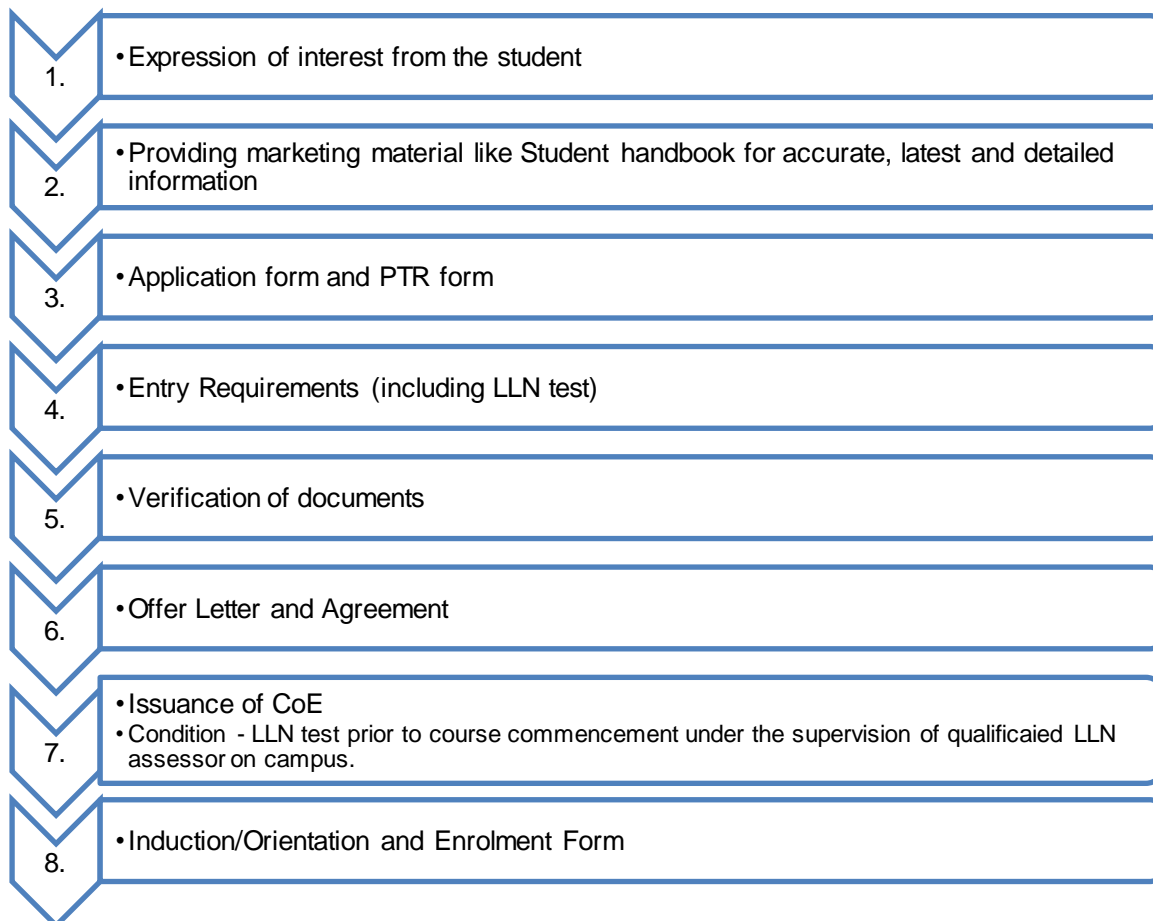 1.
•Expression of interest from the student
2.
•Providing marketing material like Student handbook for accurate, latest and detailed
information
3.
•Application form and PTR form
4.
•Entry Requirements (including LLN test)
5.
•Verification of documents
6.
•Offer Letter and Agreement
7.
•Issuance of CoE
•Condition - LLN test prior to course commencement under the supervision of qualificaied LLN
assessor on campus.
8.
•Induction/Orientation and Enrolment Form